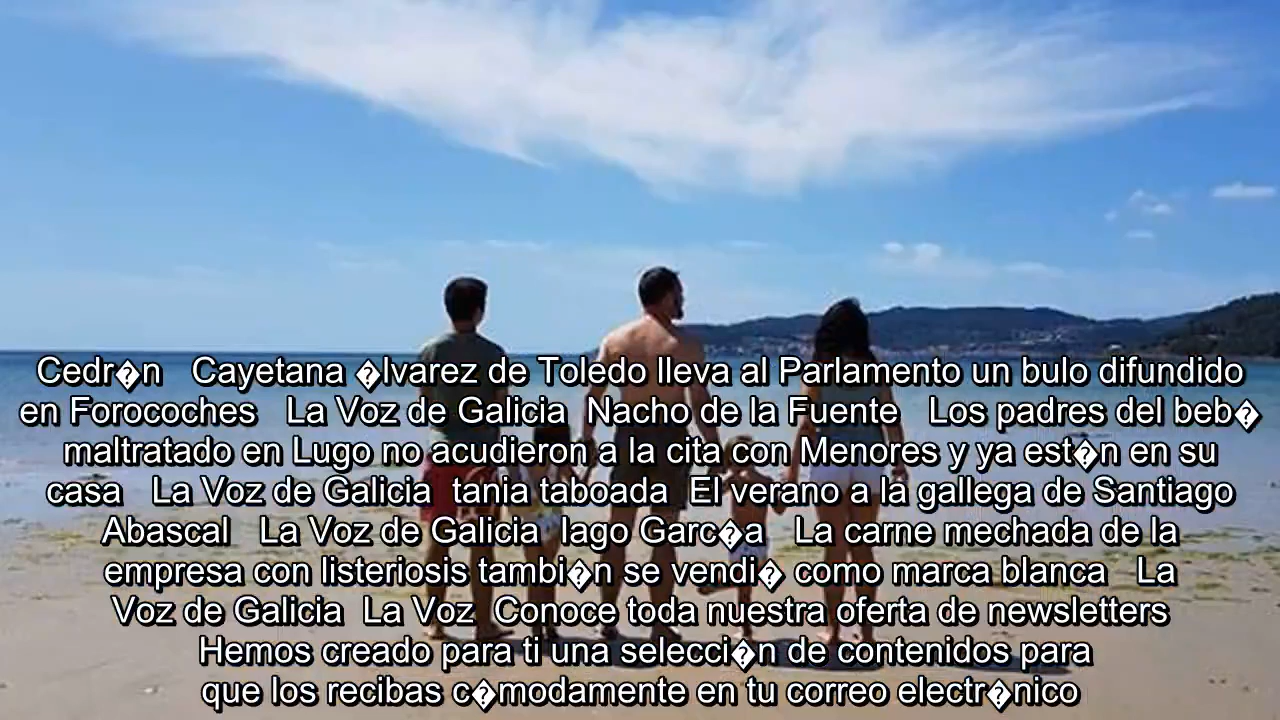 Cedr�n Cayetana �lvarez de Toledo lleva al Parlamento un bulo difundido
en Forocoches La Voz de Galicia Nacho de la Fuente Los padres del beb�
maltratado en Lugo no acudieron a la cita con Menores y ya est�n en su
casa La Voz de Galicia tania taboada El verano a la gallega de Santiago
Abascal La Voz de Galicia Iago Garc�a La carne mechada de la
empresa con listeriosis tambi�n se vendi� como marca blanca La
Voz de Galicia La Voz Conoce toda nuestra oferta de newsletters
Hemos creado para ti una selecci�n de contenidos para
que los recibas c�modamente en tu correo electr�nico